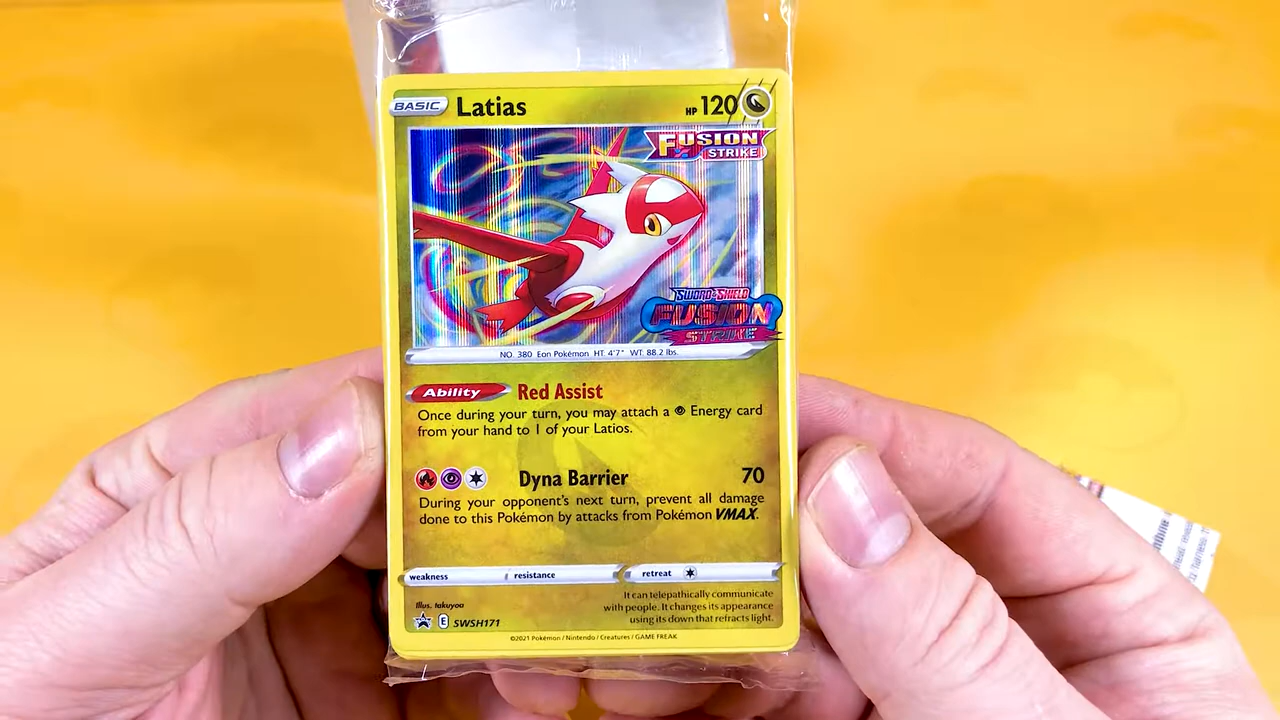 BASIC Latias HP 120
FUSION
STRIKE
SWORD & SHIELD
FUSION
STRIKE
NO. 380 Eon Pokémon HT. 4'7" WT. 88.2 lbs.
Ability Red Assist
Once during your turn, you may attach a Energy card
from your hand to 1 of your Latios.
Dyna Barrier 70
During your opponent's next turn, prevent all damage
done to this Pokémon by attacks from Pokémon VMAX.
weakness resistance retreat
It can telepathically communicate
with people. It changes its appearance
using its down that refracts light.
Illus. takuyoa
E SWSH171
©2021 Pokémon / Nintendo / Creatures / GAME FREAK